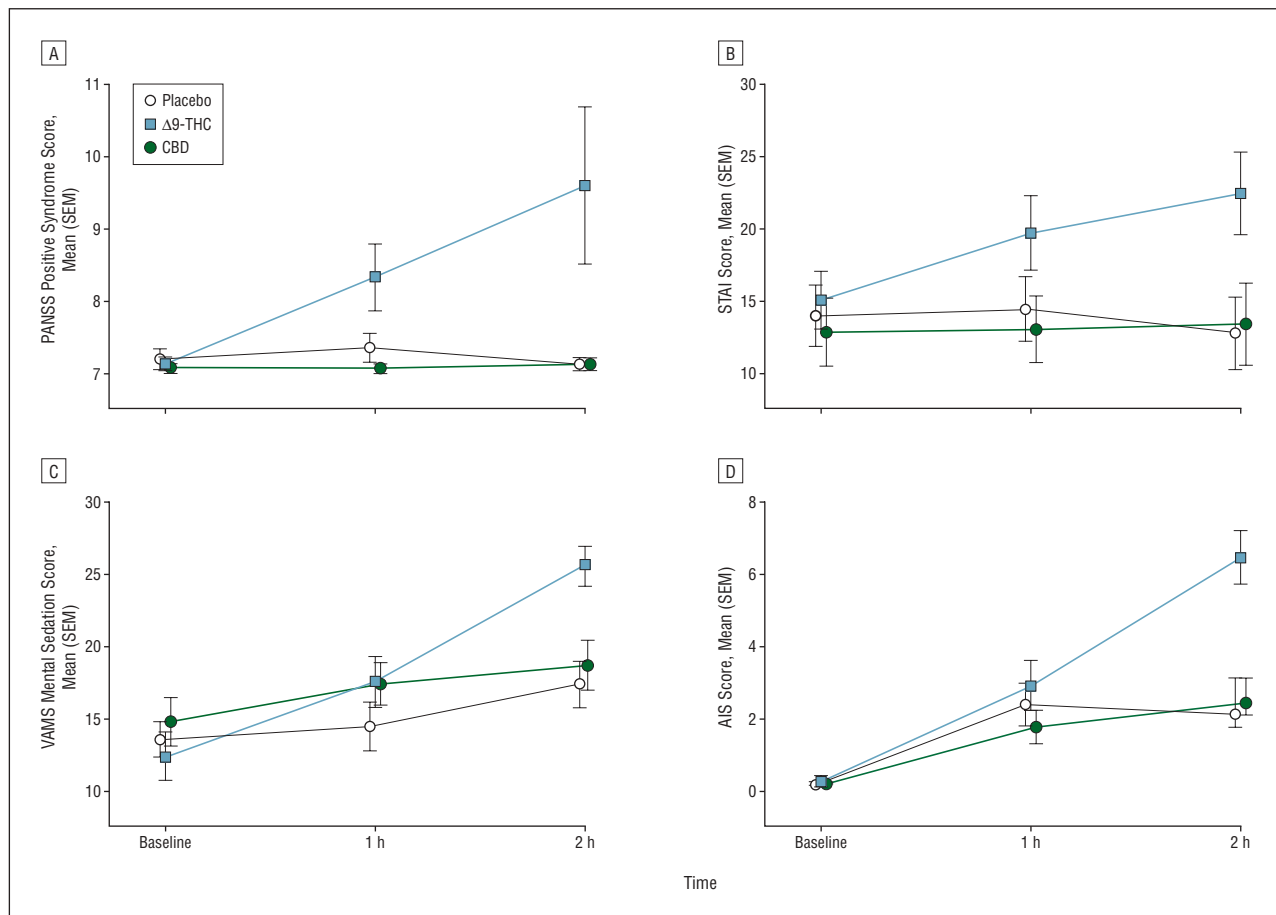 A
PANSS Positive Syndrome Score,
Mean (SEM)
11
10
9
8
7
Placebo
Δ9-THC
CBD
B
STAI Score, Mean (SEM)
30
25
20
15
10
C
VAMS Mental Sedation Score,
Mean (SEM)
30
25
20
15
10
Baseline
1 h
2 h
D
AIS Score, Mean (SEM)
8
6
4
2
0
Baseline
1 h
2 h
Time